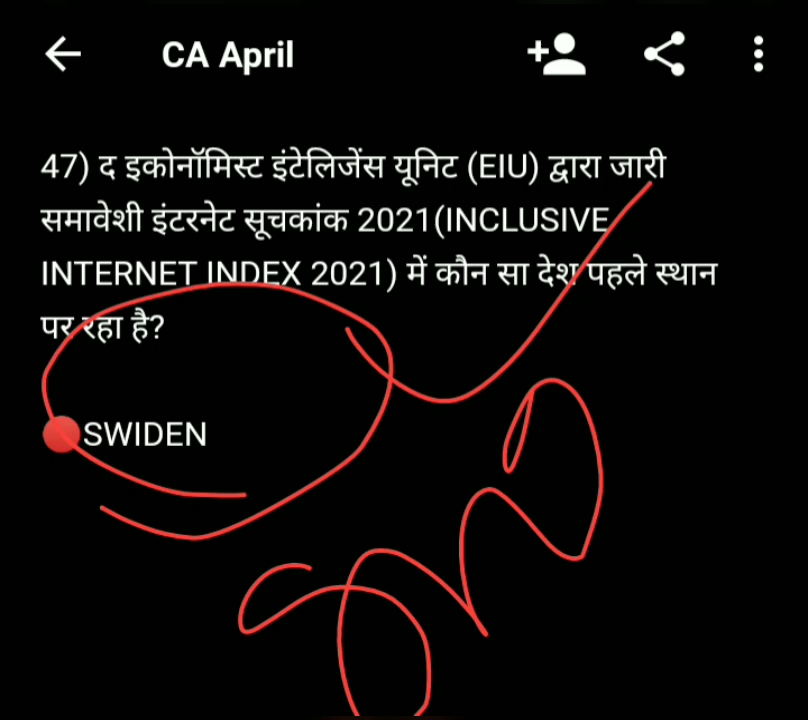 CA April
47) द इकोनॉमिस्ट इंटेलिजेंस यूनिट (EIU) द्वारा जारी
समावेशी इंटरनेट सूचकांक 2021(INCLUSIVE
INTERNET INDEX 2021) में कौन सा देश पहले स्थान
पर रहा है?
SWIDEN